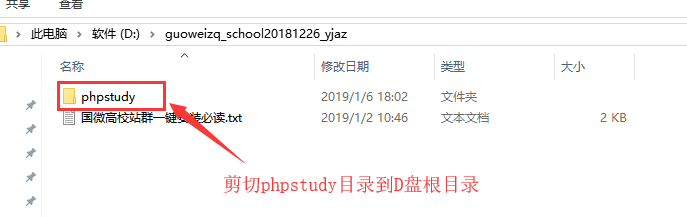 共享 查看
此电脑 › 软件 (D:) › guoweizq_school20181226_yjaz
名称 修改日期 类型 大小
phpstudy 2019/1/6 18:02 文件夹
国微高校站群一键安装必读.txt 2019/1/2 10:46 文本文档 2 KB
剪切phpstudy目录到D盘根目录